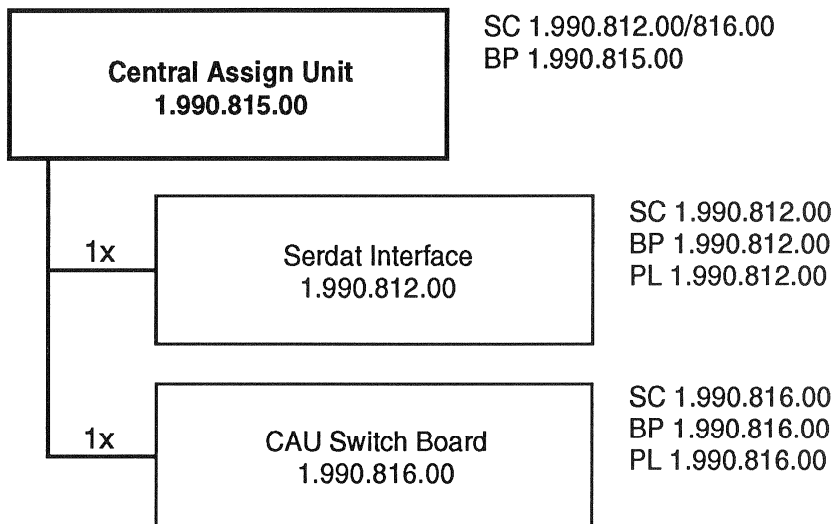 Central Assign Unit
1.990.815.00
SC 1.990.812.00/816.00
BP 1.990.815.00
1x
Serdat Interface
1.990.812.00
SC 1.990.812.00
BP 1.990.812.00
PL 1.990.812.00
1x
CAU Switch Board
1.990.816.00
SC 1.990.816.00
BP 1.990.816.00
PL 1.990.816.00